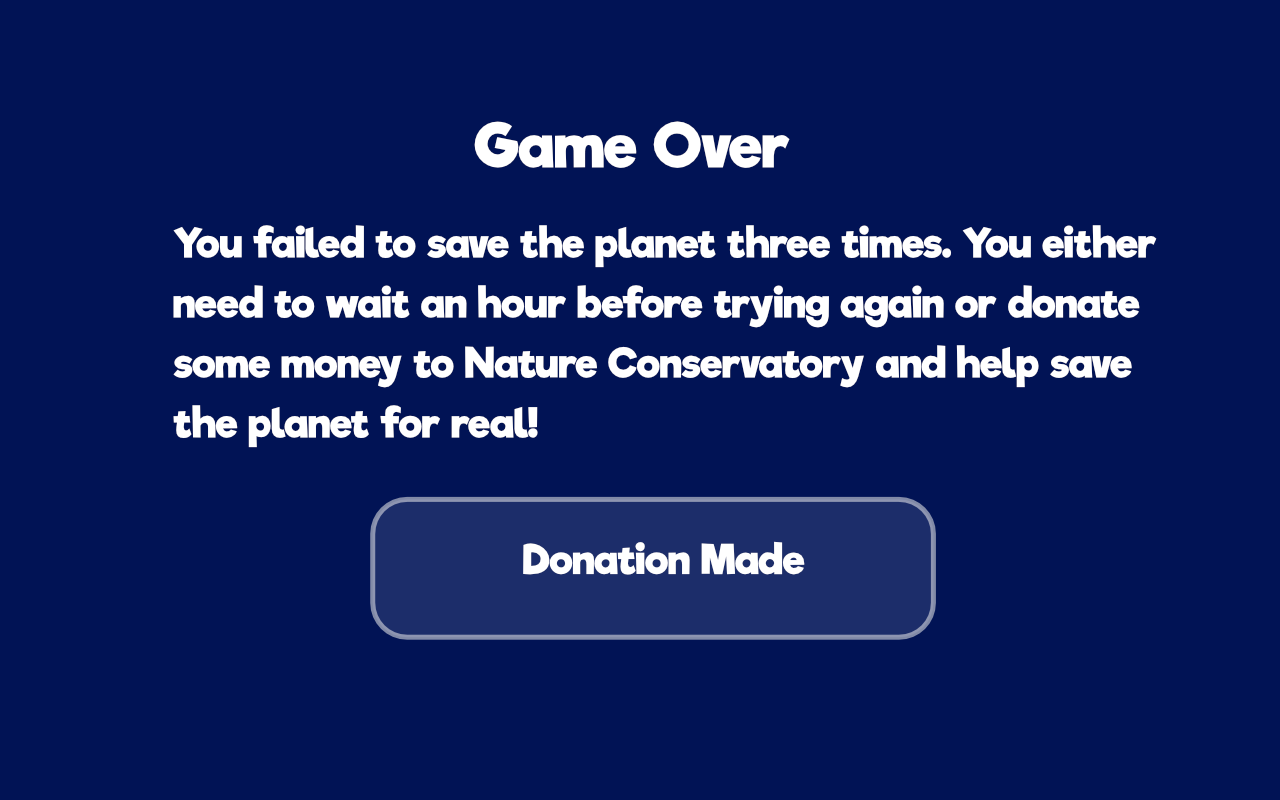 Game Over
You failed to save the planet three times. You either
need to wait an hour before trying again or donate
some money to Nature Conservatory and help save
the planet for real!
Donation Made